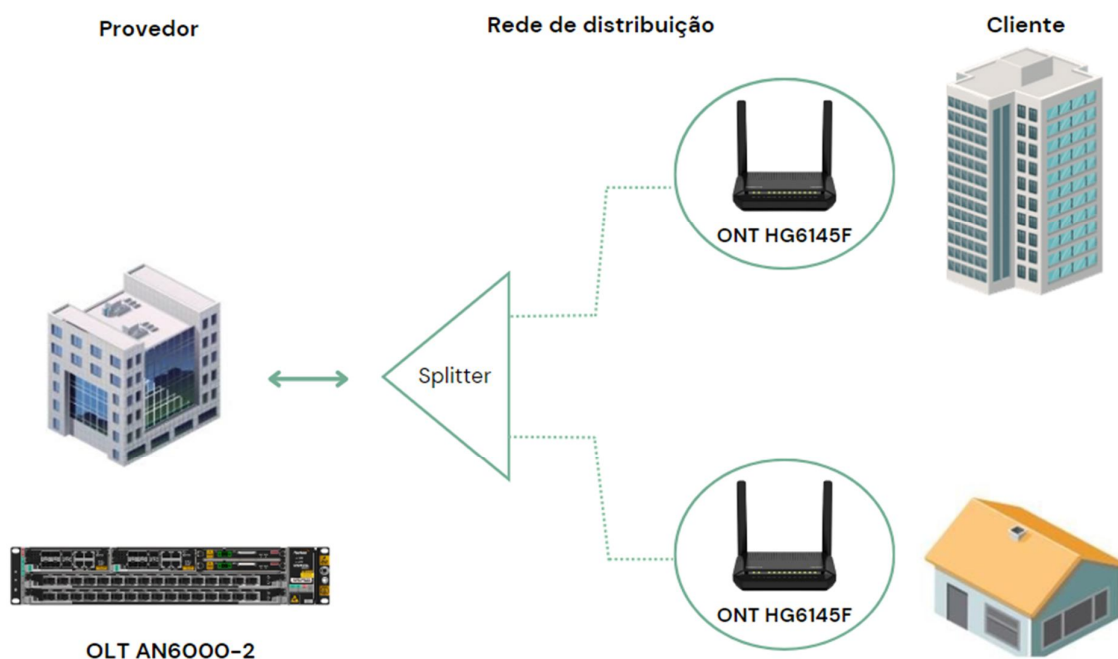 Provedor
Rede de distribuição
Cliente
ONT HG6145F
Splitter
ONT HG6145F
OLT AN6000-2